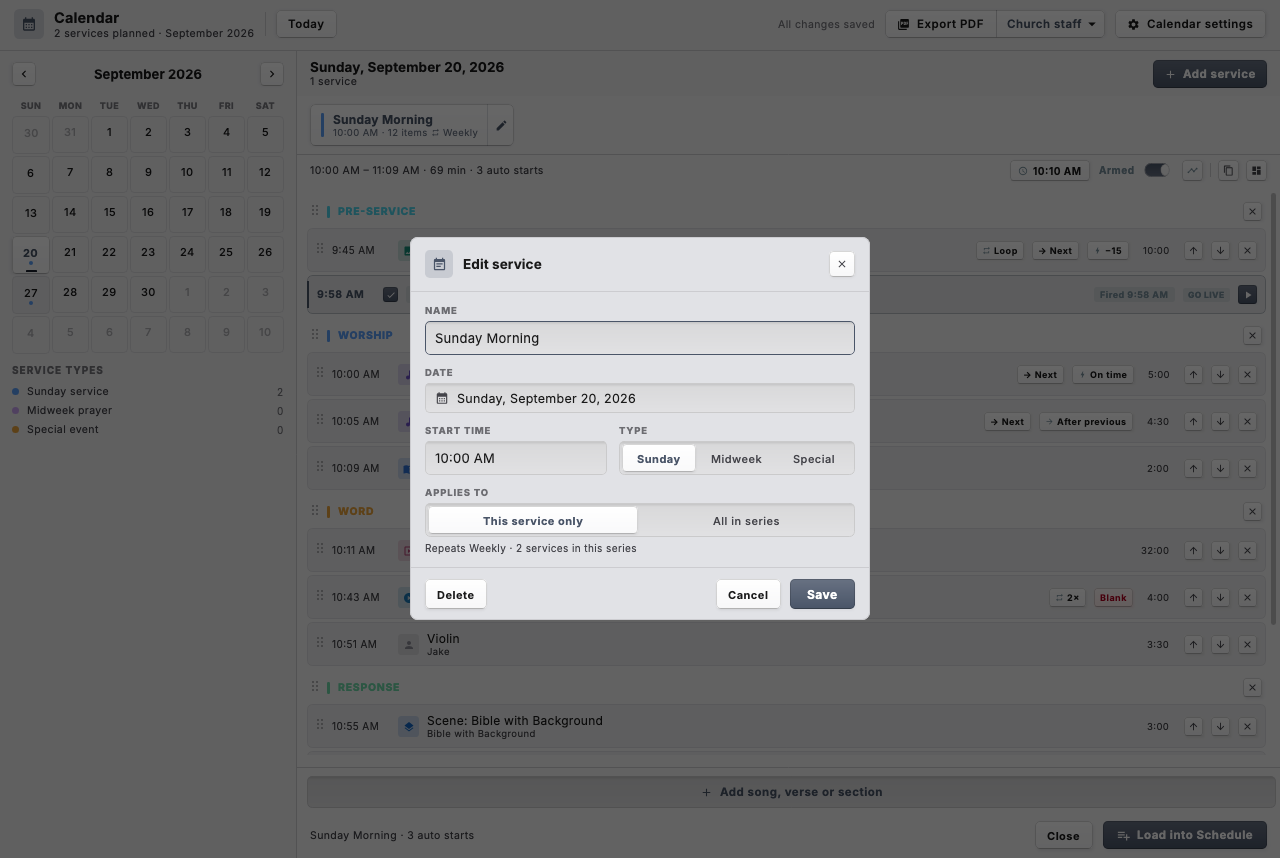 Calendar
2 services planned · September 2026
Today
All changes saved
Export PDF
Church staff
Calendar settings
September 2026
SUN MON TUE WED THU FRI SAT
30 31 1 2 3 4 5
6 7 8 9 10 11 12
13 14 15 16 17 18 19
20 21 22 23 24 25 26
27 28 29 30 1 2 3
4 5 6 7 8 9 10
SERVICE TYPES
Sunday service 2
Midweek prayer 0
Special event 0
Sunday, September 20, 2026
1 service
+ Add service
Sunday Morning
10:00 AM · 12 items Weekly
10:00 AM – 11:09 AM · 69 min · 3 auto starts
10:10 AM
Armed
PRE-SERVICE
9:45 AM Loop → Next −15 10:00
9:58 AM Fired 9:58 AM GO LIVE
WORSHIP
10:00 AM → Next On time 5:00
10:05 AM → Next After previous 4:30
10:09 AM 2:00
WORD
10:11 AM 32:00
10:43 AM 2× Blank 4:00
10:51 AM Violin 3:30
Jake
RESPONSE
10:55 AM Scene: Bible with Background 3:00
Bible with Background
+ Add song, verse or section
Sunday Morning · 3 auto starts
Close
Load into Schedule
Edit service
NAME
Sunday Morning
DATE
Sunday, September 20, 2026
START TIME TYPE
10:00 AM Sunday Midweek Special
APPLIES TO
This service only All in series
Repeats Weekly · 2 services in this series
Delete Cancel Save